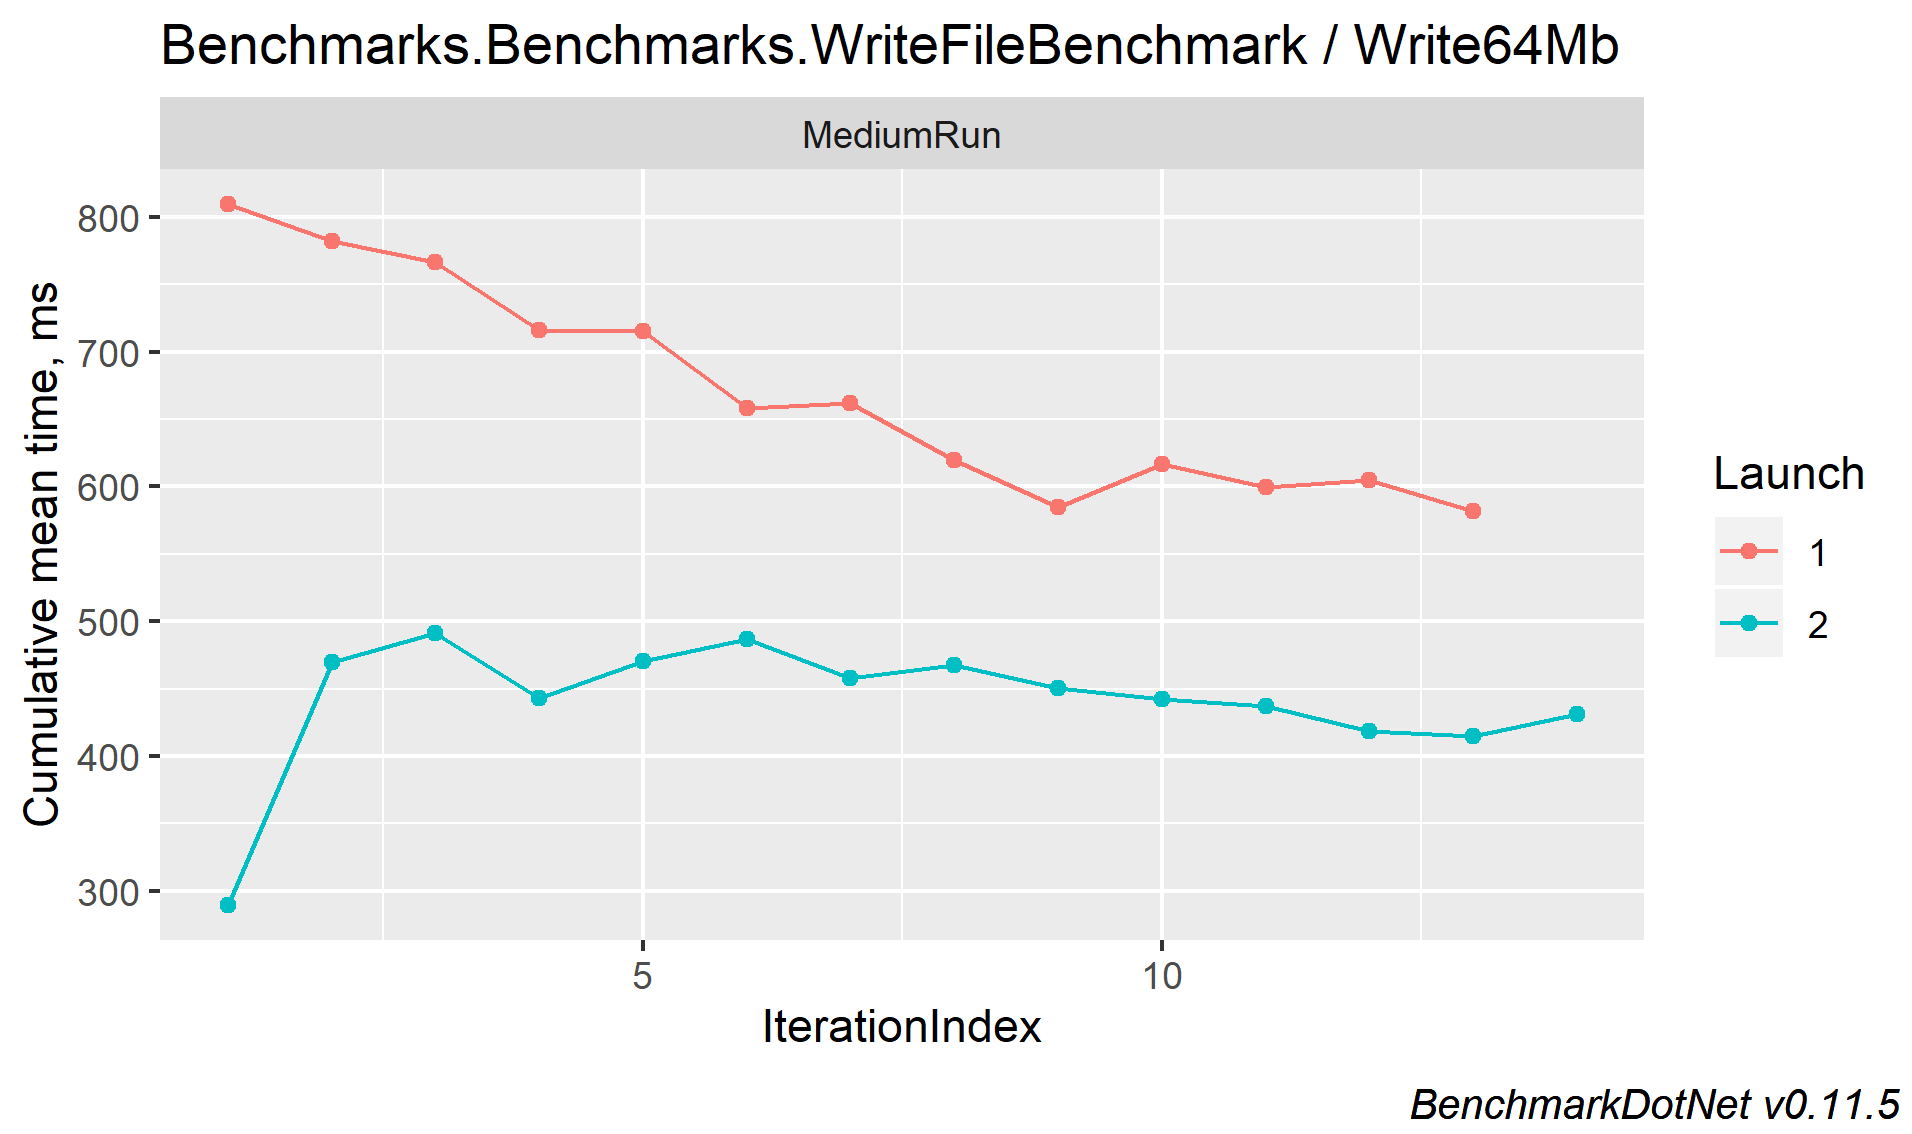 Benchmarks.Benchmarks.WriteFileBenchmark / Write64Mb
MediumRun
Cumulative mean time, ms
800
700
600
500
400
300
5
10
IterationIndex
Launch
1
2
BenchmarkDotNet v0.11.5